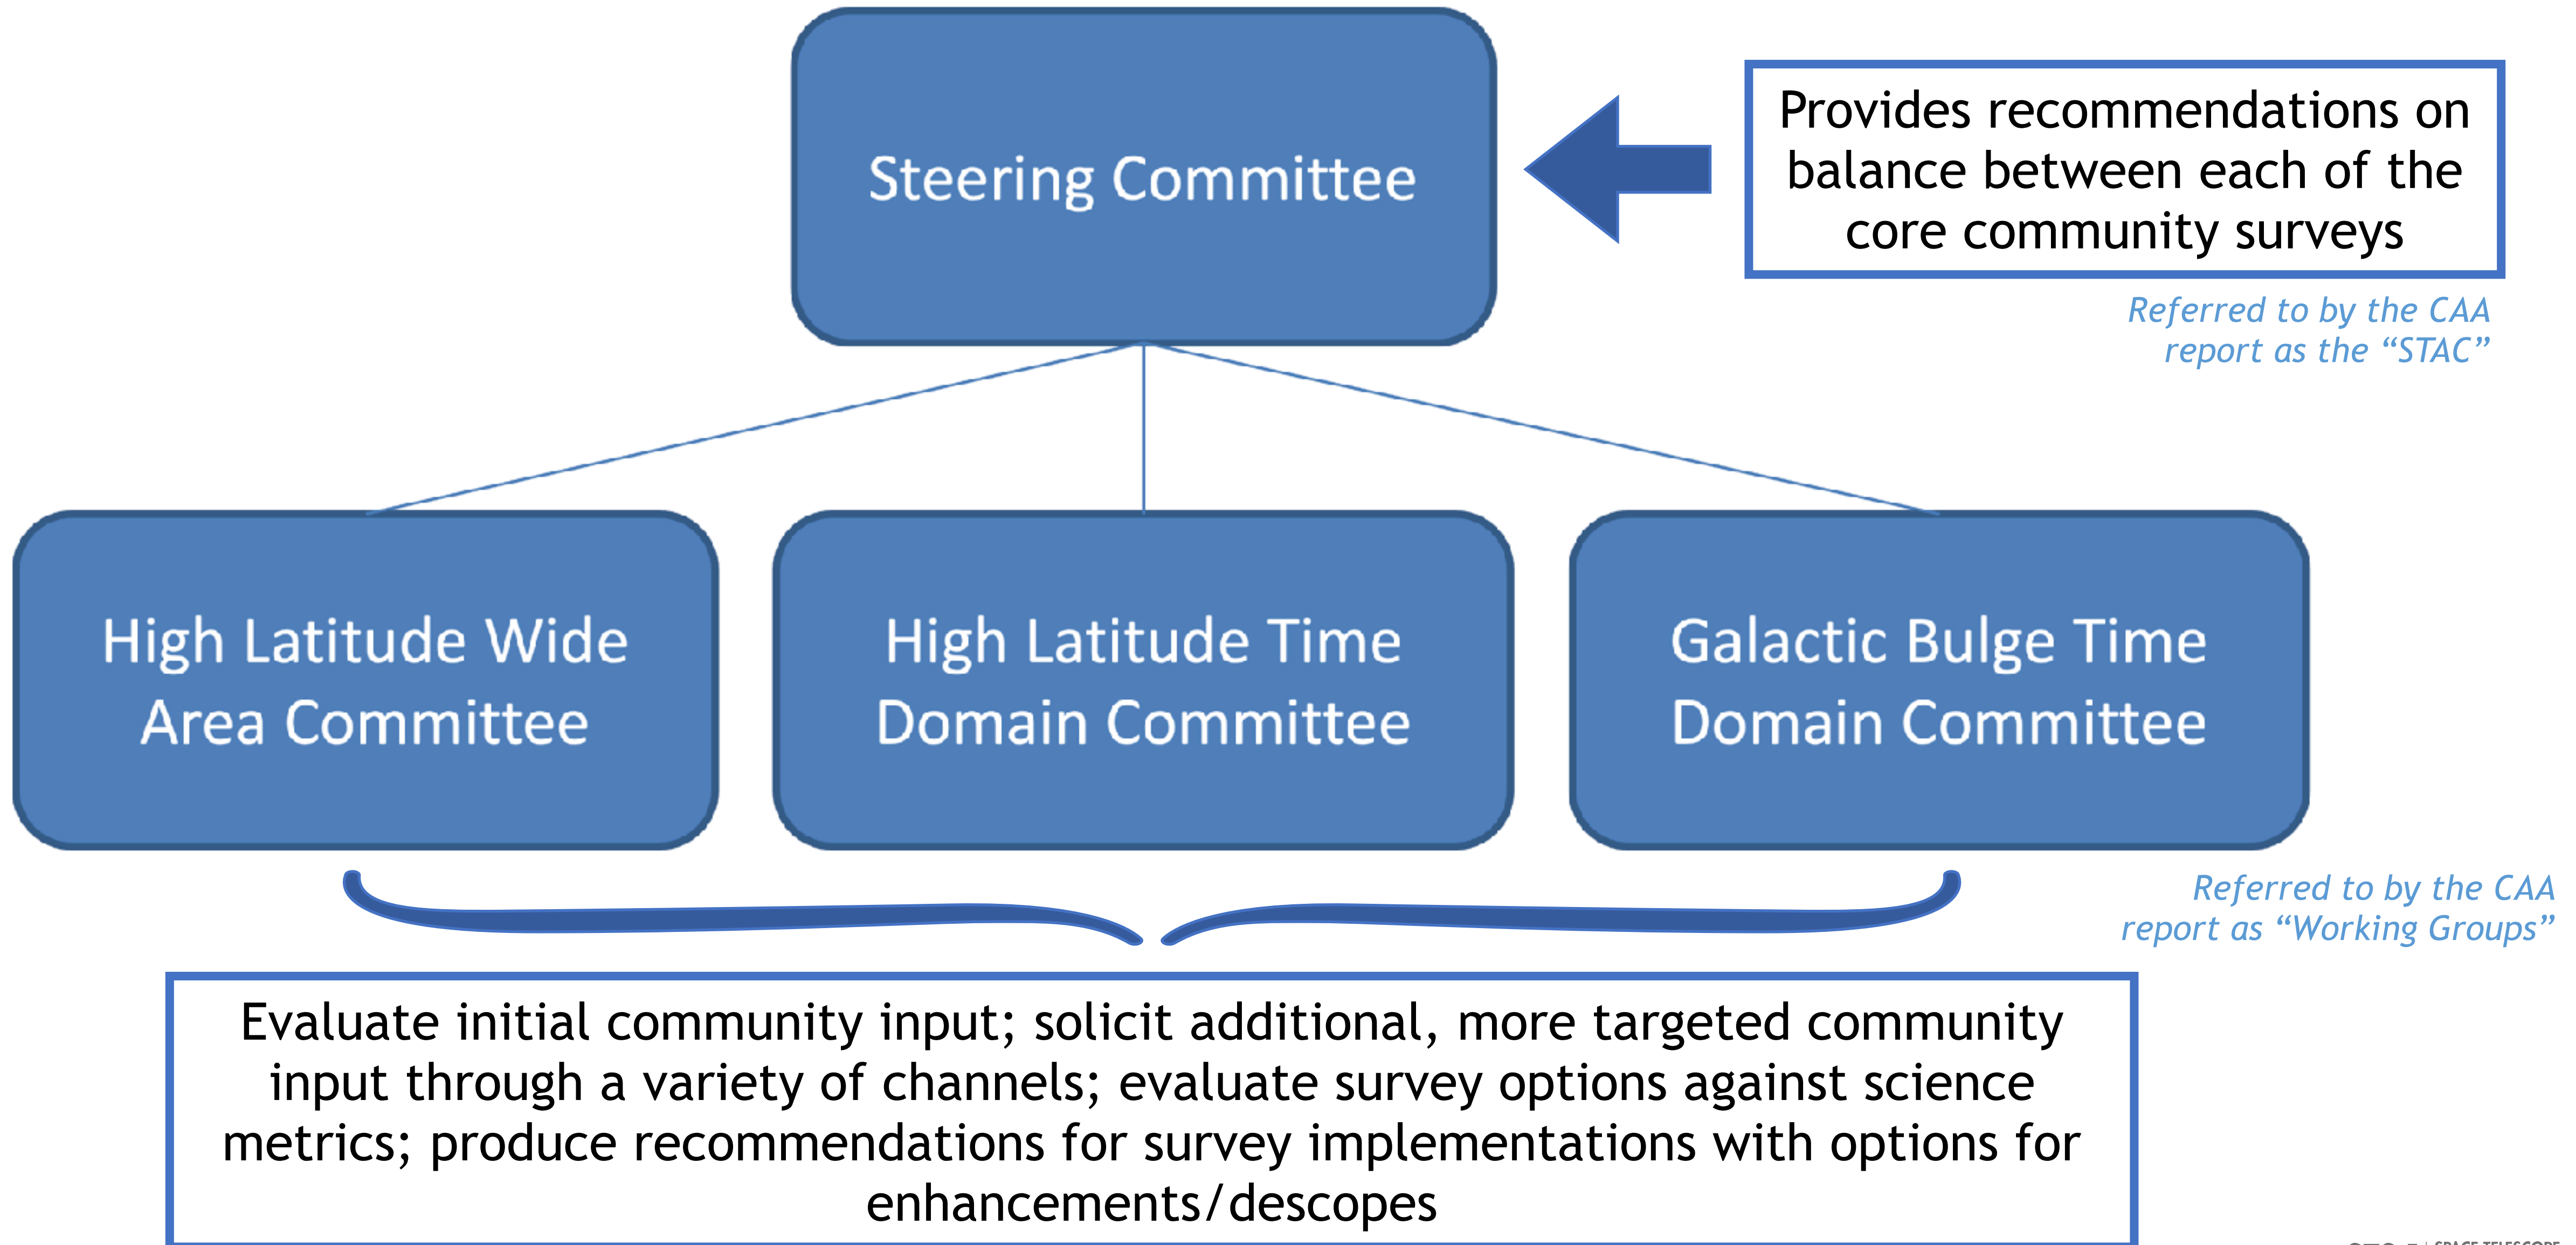 Steering Committee
Provides recommendations on
balance between each of the
core community surveys
Referred to by the CAA
report as the “STAC”
High Latitude Wide
Area Committee
High Latitude Time
Domain Committee
Galactic Bulge Time
Domain Committee
Referred to by the CAA
report as “Working Groups”
Evaluate initial community input; solicit additional, more targeted community
input through a variety of channels; evaluate survey options against science
metrics; produce recommendations for survey implementations with options for
enhancements/descopes
SPACE TELESCOPE